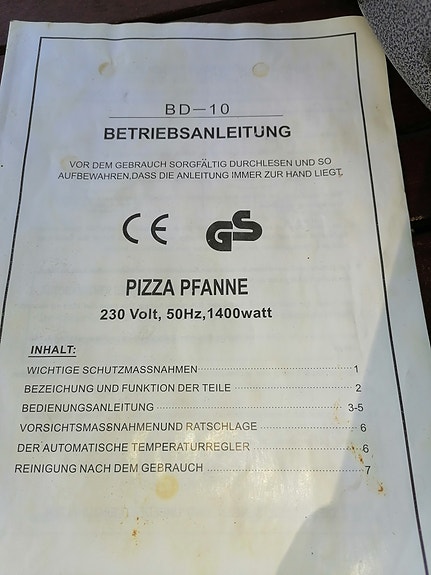 BD—10
BETRIEBSANLEITUNG
VOR DEM GEBRAUCH SORGFÄLTIG DURCHLESEN UND SO
AUFBEWAHREN,DASS DIE ANLEITUNG IMMER ZUR HAND LIEGT.
CE GS
PIZZA PFANNE
230 Volt, 50Hz,1400watt
INHALT:
WICHTIGE SCHUTZMASSNAHMEN 1
BEZEICHUNG UND FUNKTION DER TEILE 2
BEDIENUNGSANLEITUNG 3-5
VORSICHTSMASSNAHMENUND RATSCHLAGE 6
DER AUTOMATISCHE TEMPERATURREGLER 6
REINIGUNG NACH DEM GEBRAUCH 7